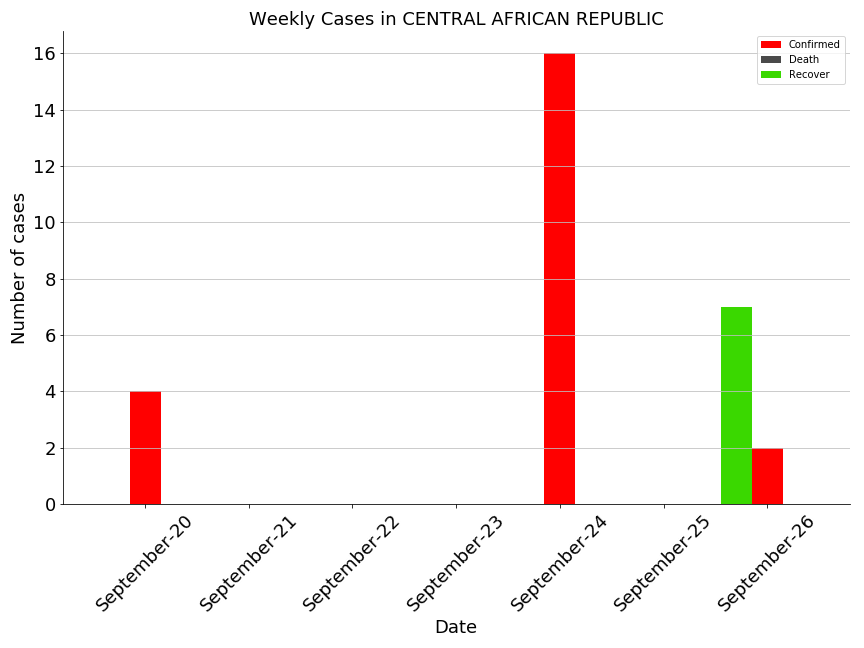 Weekly Cases in CENTRAL AFRICAN REPUBLIC
Confirmed
Death
Recover
Number of cases
16
14
12
10
8
6
4
2
0
September-20
September-21
September-22
September-23
September-24
September-25
September-26
Date